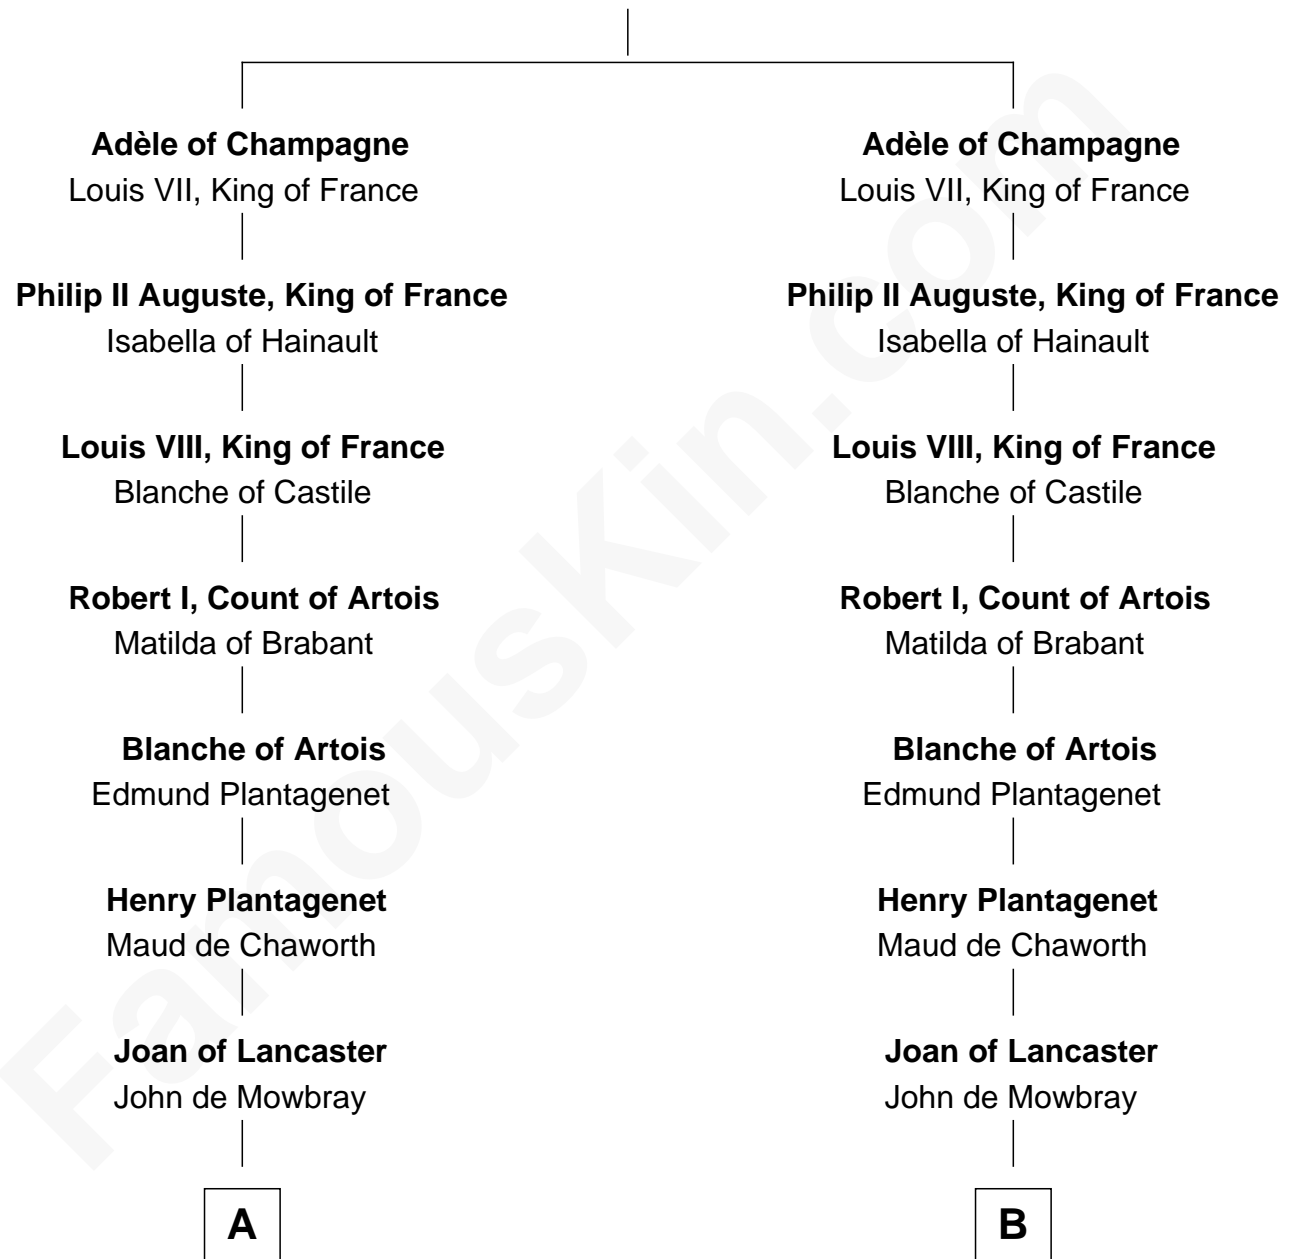 Adèle of Champagne
Louis VII, King of France
Philip II Auguste, King of France
Isabella of Hainault
Louis VIII, King of France
Blanche of Castile
Robert I, Count of Artois
Matilda of Brabant
Blanche of Artois
Edmund Plantagenet
Henry Plantagenet
Maud de Chaworth
Joan of Lancaster
John de Mowbray
A
Adèle of Champagne
Louis VII, King of France
Philip II Auguste, King of France
Isabella of Hainault
Louis VIII, King of France
Blanche of Castile
Robert I, Count of Artois
Matilda of Brabant
Blanche of Artois
Edmund Plantagenet
Henry Plantagenet
Maud de Chaworth
Joan of Lancaster
John de Mowbray
B
FamousKin.com